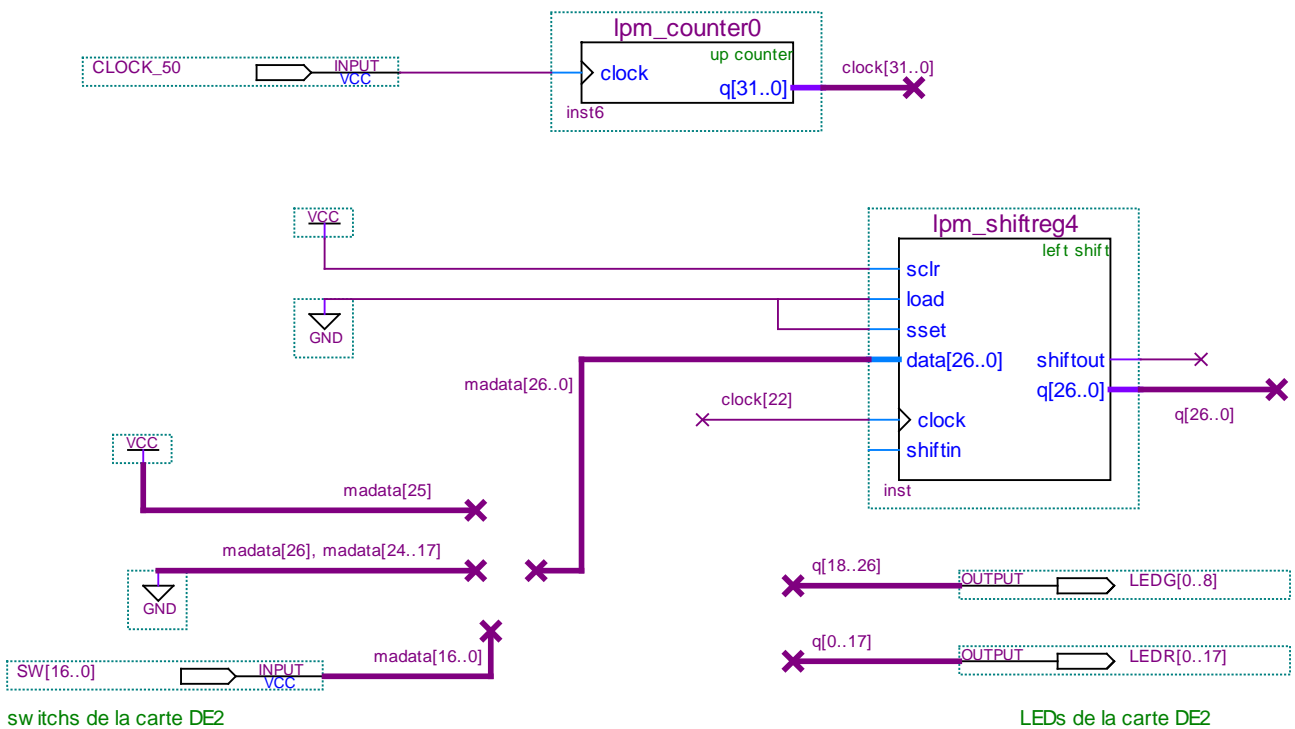 lpm_counter0
up counter
CLOCK_50
INPUT
VCC
clock
q[31..0]
clock[31..0]
inst6
VCC
lpm_shiftreg4
left shift
sclr
load
sset
GND
data[26..0]
shiftout
q[26..0]
madata[26..0]
clock[22]
clock
q[26..0]
shiftin
VCC
inst
madata[25]
madata[26], madata[24..17]
GND
q[18..26]
OUTPUT
LEDG[0..8]
q[0..17]
OUTPUT
LEDR[0..17]
madata[16..0]
SW[16..0]
INPUT
VCC
switchs de la carte DE2
LEDs de la carte DE2